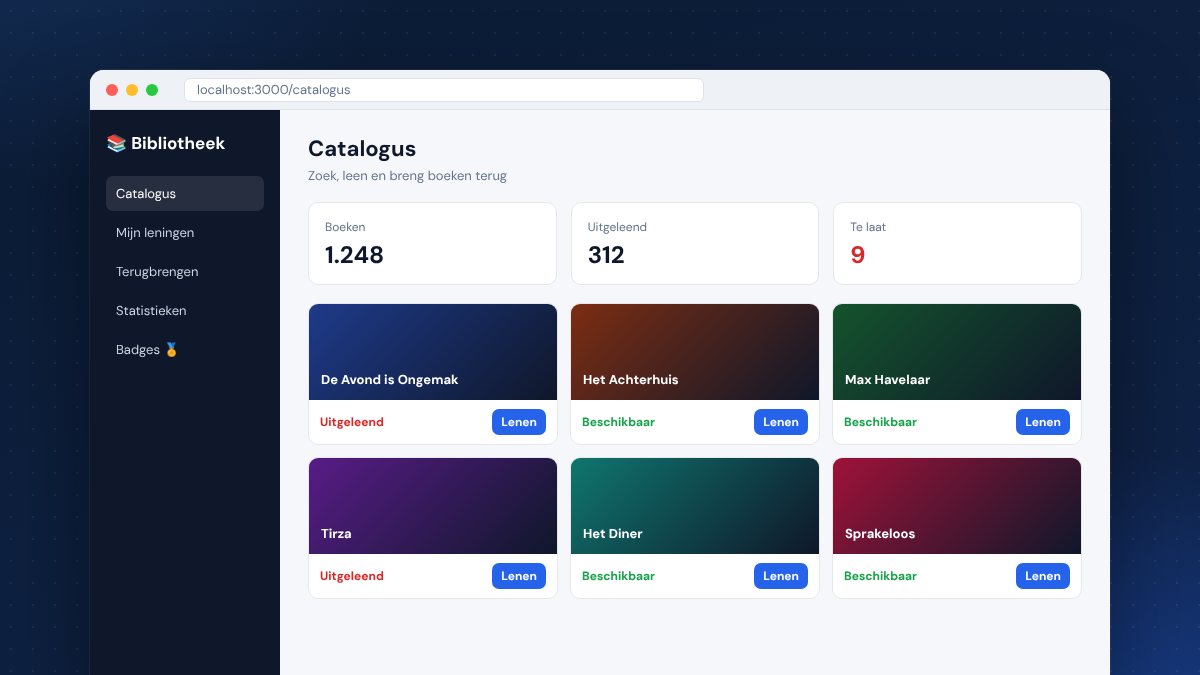 localhost:3000/catalogus
📚 Bibliotheek
Catalogus
Mijn leningen
Terugbrengen
Statistieken
Badges 🏅
Catalogus
Zoek, leen en breng boeken terug
Boeken
1.248
Uitgeleend
312
Te laat
9
De Avond is Ongemak
Uitgeleend
Lenen
Het Achterhuis
Beschikbaar
Lenen
Max Havelaar
Beschikbaar
Lenen
Tirza
Uitgeleend
Lenen
Het Diner
Beschikbaar
Lenen
Sprakeloos
Beschikbaar
Lenen